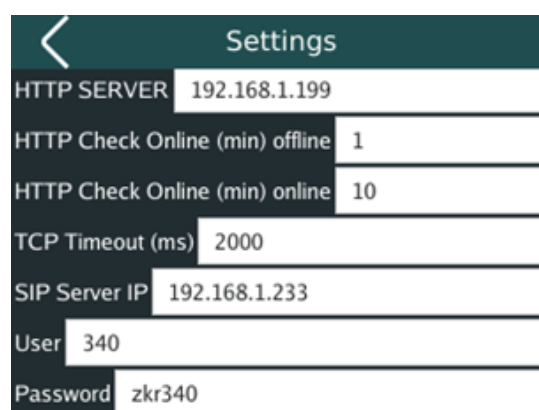 Settings
HTTP SERVER 192.168.1.199
HTTP Check Online (min) offline 1
HTTP Check Online (min) online 10
TCP Timeout (ms) 2000
SIP Server IP 192.168.1.233
User 340
Password zkr340